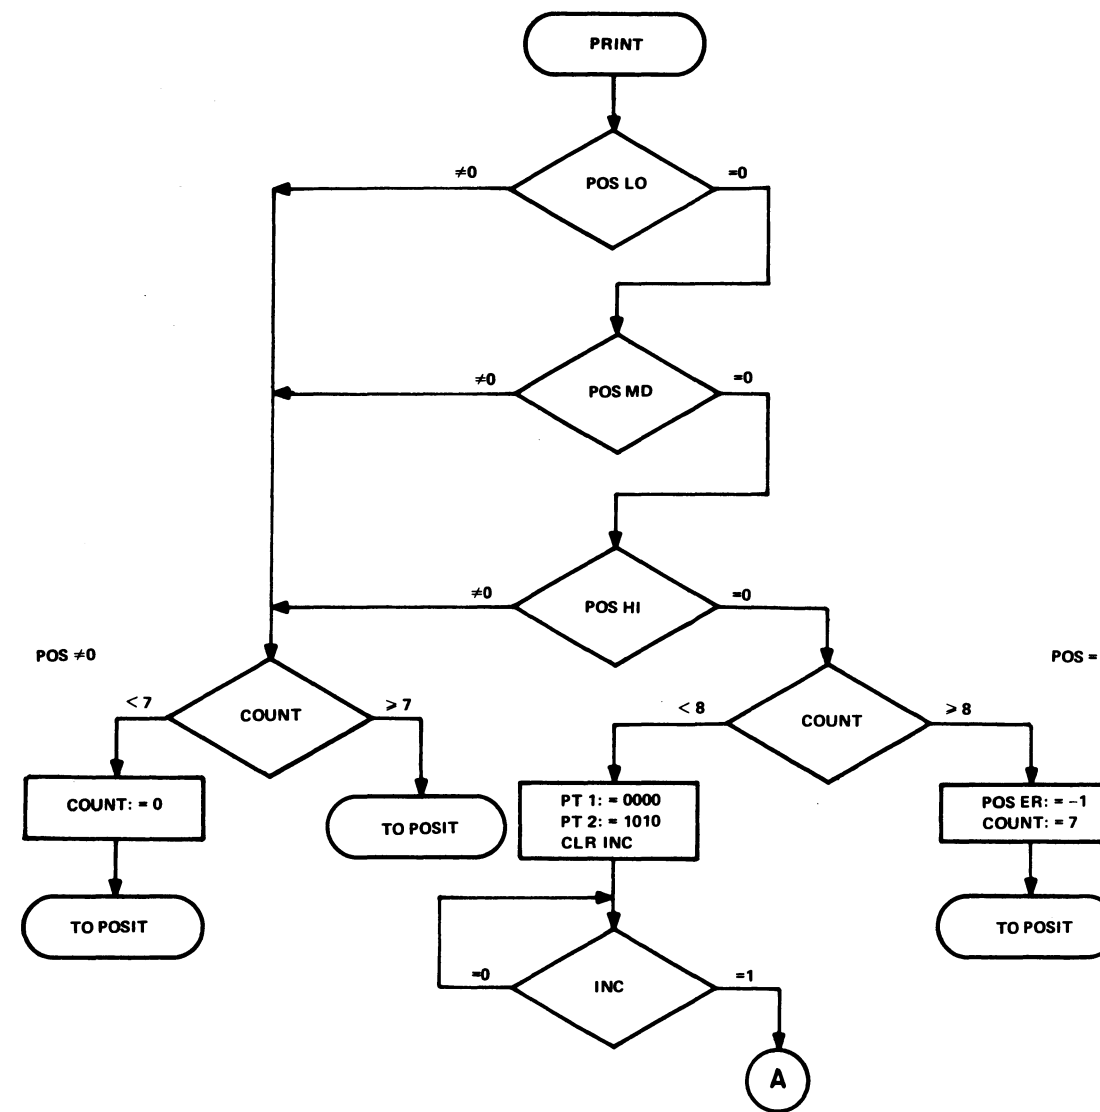 PRINT
≠0
POS LO
=0
≠0
POS MD
=0
≠0
POS HI
=0
POS ≠0
POS =
< 7
COUNT
⩾ 7
< 8
COUNT
⩾ 8
COUNT: = 0
TO POSIT
PT 1: = 0000
PT 2: = 1010
CLR INC
POS ER: = −1
COUNT: = 7
TO POSIT
TO POSIT
=0
INC
=1
A